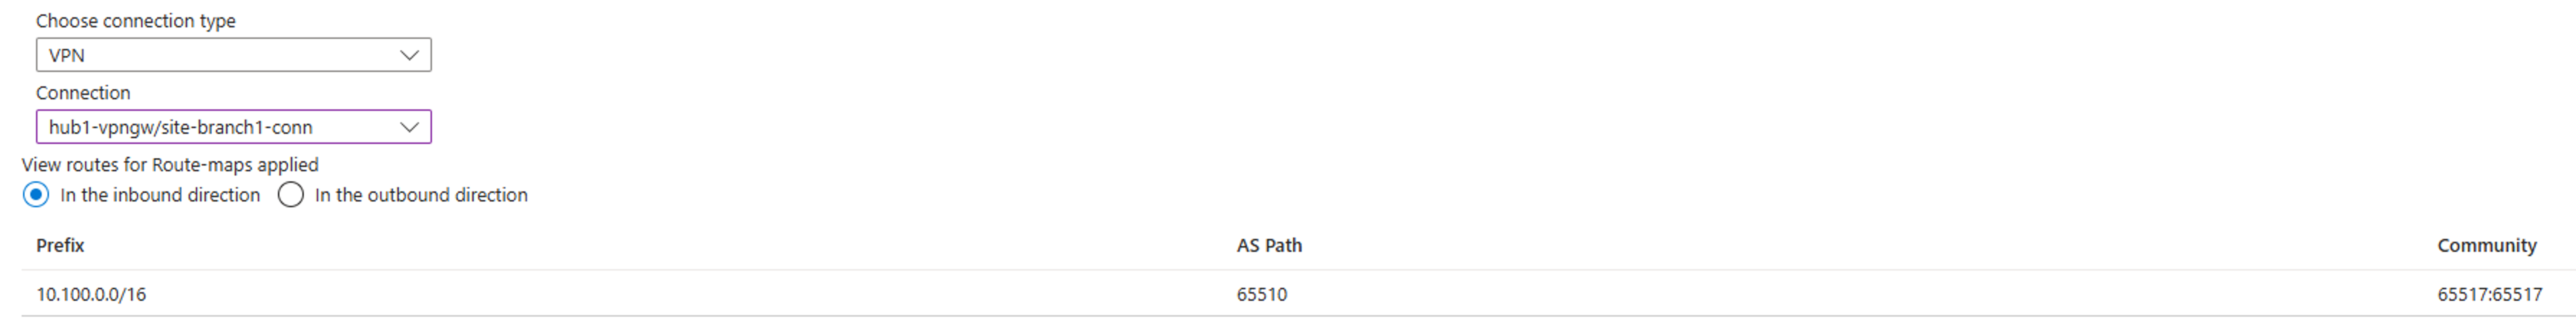 Choose connection type
VPN
Connection
hub1-vpngw/site-branch1-conn
View routes for Route-maps applied
In the inbound direction In the outbound direction
Prefix AS Path Community
10.100.0.0/16 65510 65517:65517